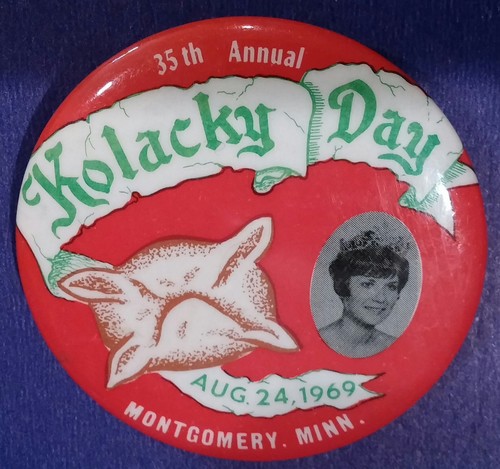 35th Annual
Kolacky Day
AUG. 24, 1969
MONTGOMERY. MINN.